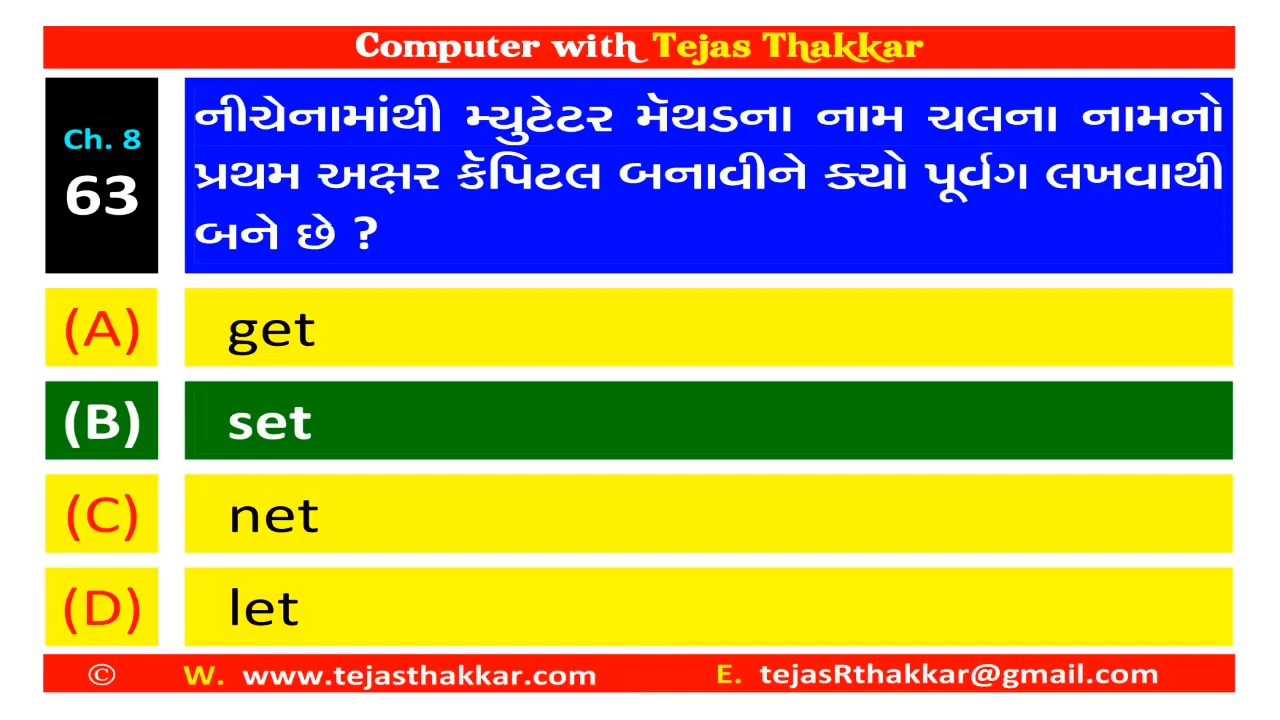 Computer with Tejas Thakkar
Ch. 8
63
નીચેનામાંથી મ્યુટેટર મૅથડના નામ ચલના નામનો
પ્રથમ અક્ષર કૅપિટલ બનાવીને ક્યો પૂર્વગ લખવાથી
બને છે ?
(A) get
(B) set
(C) net
(D) let
© W. www.tejasthakkar.com E. tejasRthakkar@gmail.com